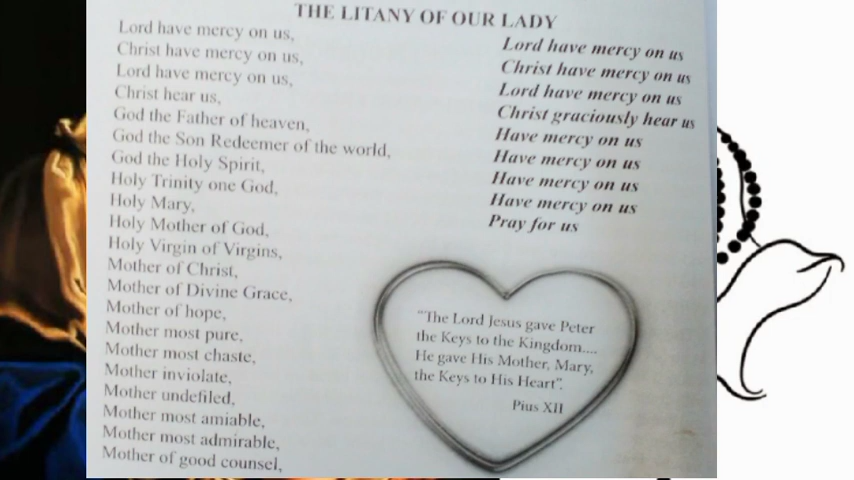 THE LITANY OF OUR LADY
Lord have mercy on us,
Christ have mercy on us,
Lord have mercy on us,
Christ hear us,
God the Father of heaven,
God the Son Redeemer of the world,
God the Holy Spirit,
Holy Trinity one God,
Holy Mary,
Holy Mother of God,
Holy Virgin of Virgins,
Mother of Christ,
Mother of Divine Grace,
Mother of hope,
Mother most pure,
Mother most chaste,
Mother inviolate,
Mother undefiled,
Mother most amiable,
Mother most admirable,
Mother of good counsel,
Lord have mercy on us
Christ have mercy on us
Lord have mercy on us
Christ graciously hear us
Have mercy on us
Have mercy on us
Have mercy on us
Have mercy on us
Pray for us
"The Lord Jesus gave Peter
the Keys to the Kingdom....
He gave His Mother, Mary,
the Keys to His Heart".
Pius XII